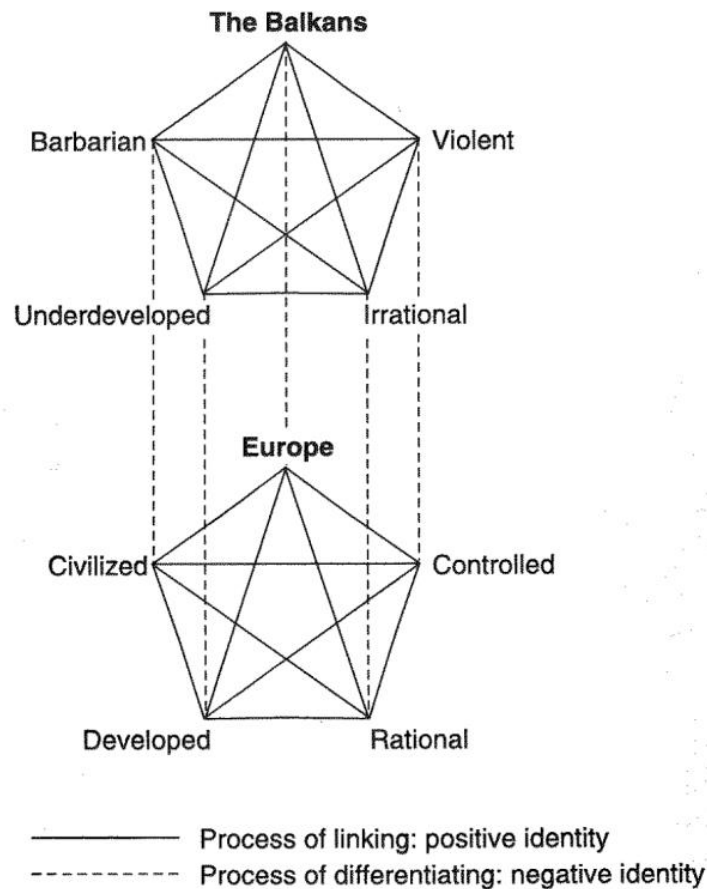 The Balkans
Barbarian
Violent
Underdeveloped
Irrational
Europe
Civilized
Controlled
Developed
Rational
Process of linking: positive identity
Process of differentiating: negative identity